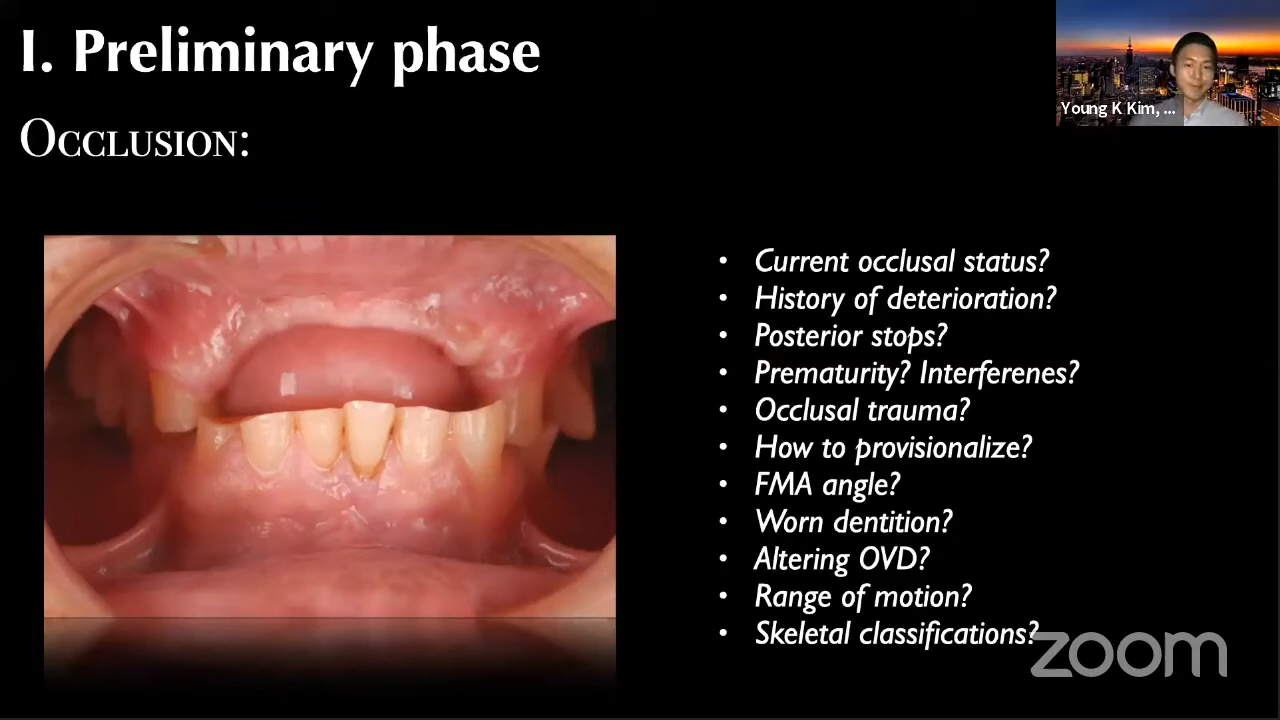 I. Preliminary phase
Occlusion:
Young K Kim, ...
• Current occlusal status?
• History of deterioration?
• Posterior stops?
• Prematurity? Interferenes?
• Occlusal trauma?
• How to provisionalize?
• FMA angle?
• Worn dentition?
• Altering OVD?
• Range of motion?
• Skeletal classifications?
zoom